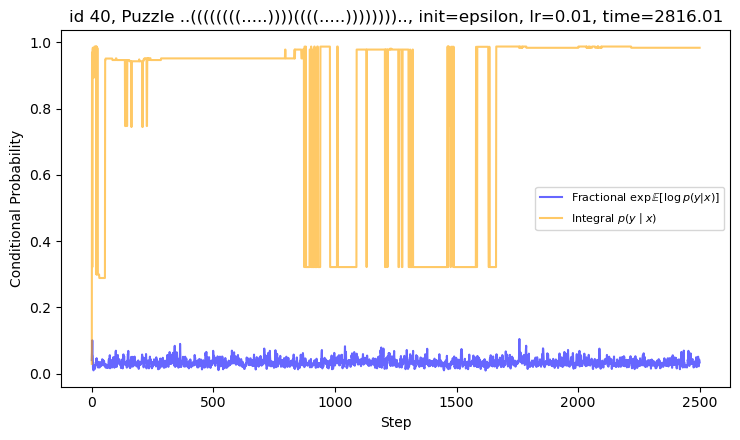 id 40, Puzzle ..((((((((.....))))((((.....)))))))).., init=epsilon, lr=0.01, time=2816.01
1.0
0.8
0.6
0.4
0.2
0.0
Conditional Probability
Fractional exp𝔼[log p(y|x)]
Integral p(y | x)
0
500
1000
1500
2000
2500
Step